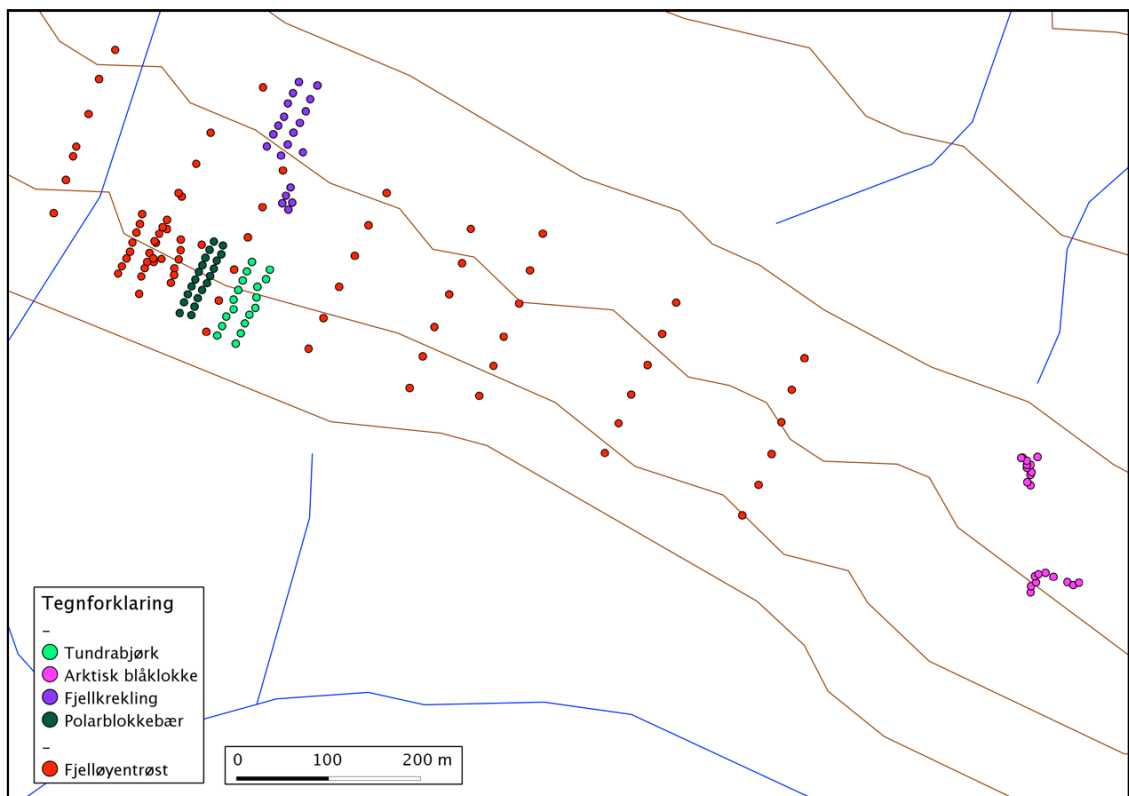 Tegnforklaring
–
Tundrabjørk
Arktisk blåklokke
Fjellkrekling
Polarblokkebær
–
Fjelløyentrøst
0 100 200 m